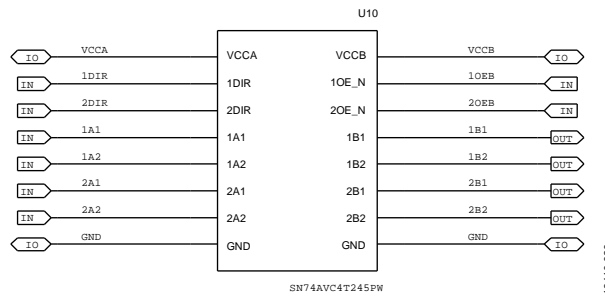 U10
IO VCCA VCCA VCCB VCCB IO
IN 1DIR 1DIR 1OE_N 1OEB IN
IN 2DIR 2DIR 2OE_N 2OEB IN
IN 1A1 1A1 1B1 1B1 OUT
IN 1A2 1A2 1B2 1B2 OUT
IN 2A1 2A1 2B1 2B1 OUT
IN 2A2 2A2 2B2 2B2 OUT
IO GND GND GND GND IO
SN74AVC4T245PW